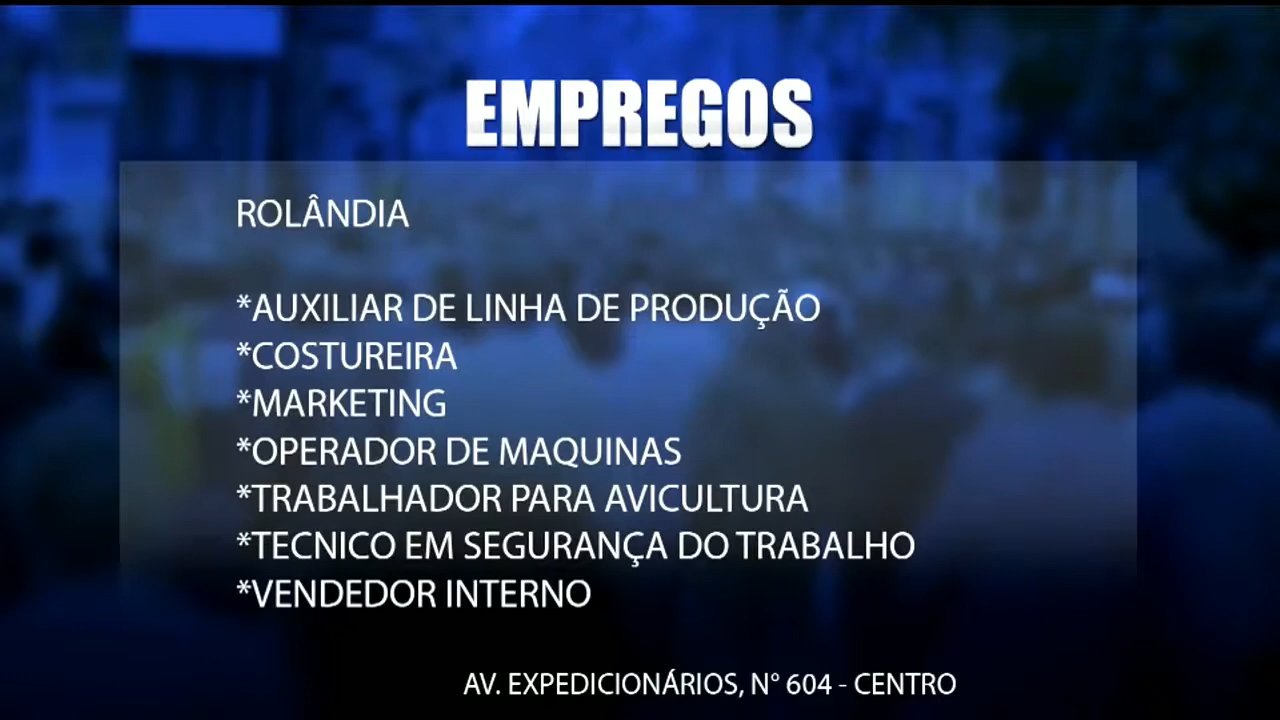 EMPREGOS
ROLÂNDIA
*AUXILIAR DE LINHA DE PRODUÇÃO
*COSTUREIRA
*MARKETING
*OPERADOR DE MAQUINAS
*TRABALHADOR PARA AVICULTURA
*TECNICO EM SEGURANÇA DO TRABALHO
*VENDEDOR INTERNO
AV. EXPEDICIONÁRIOS, N° 604 - CENTRO